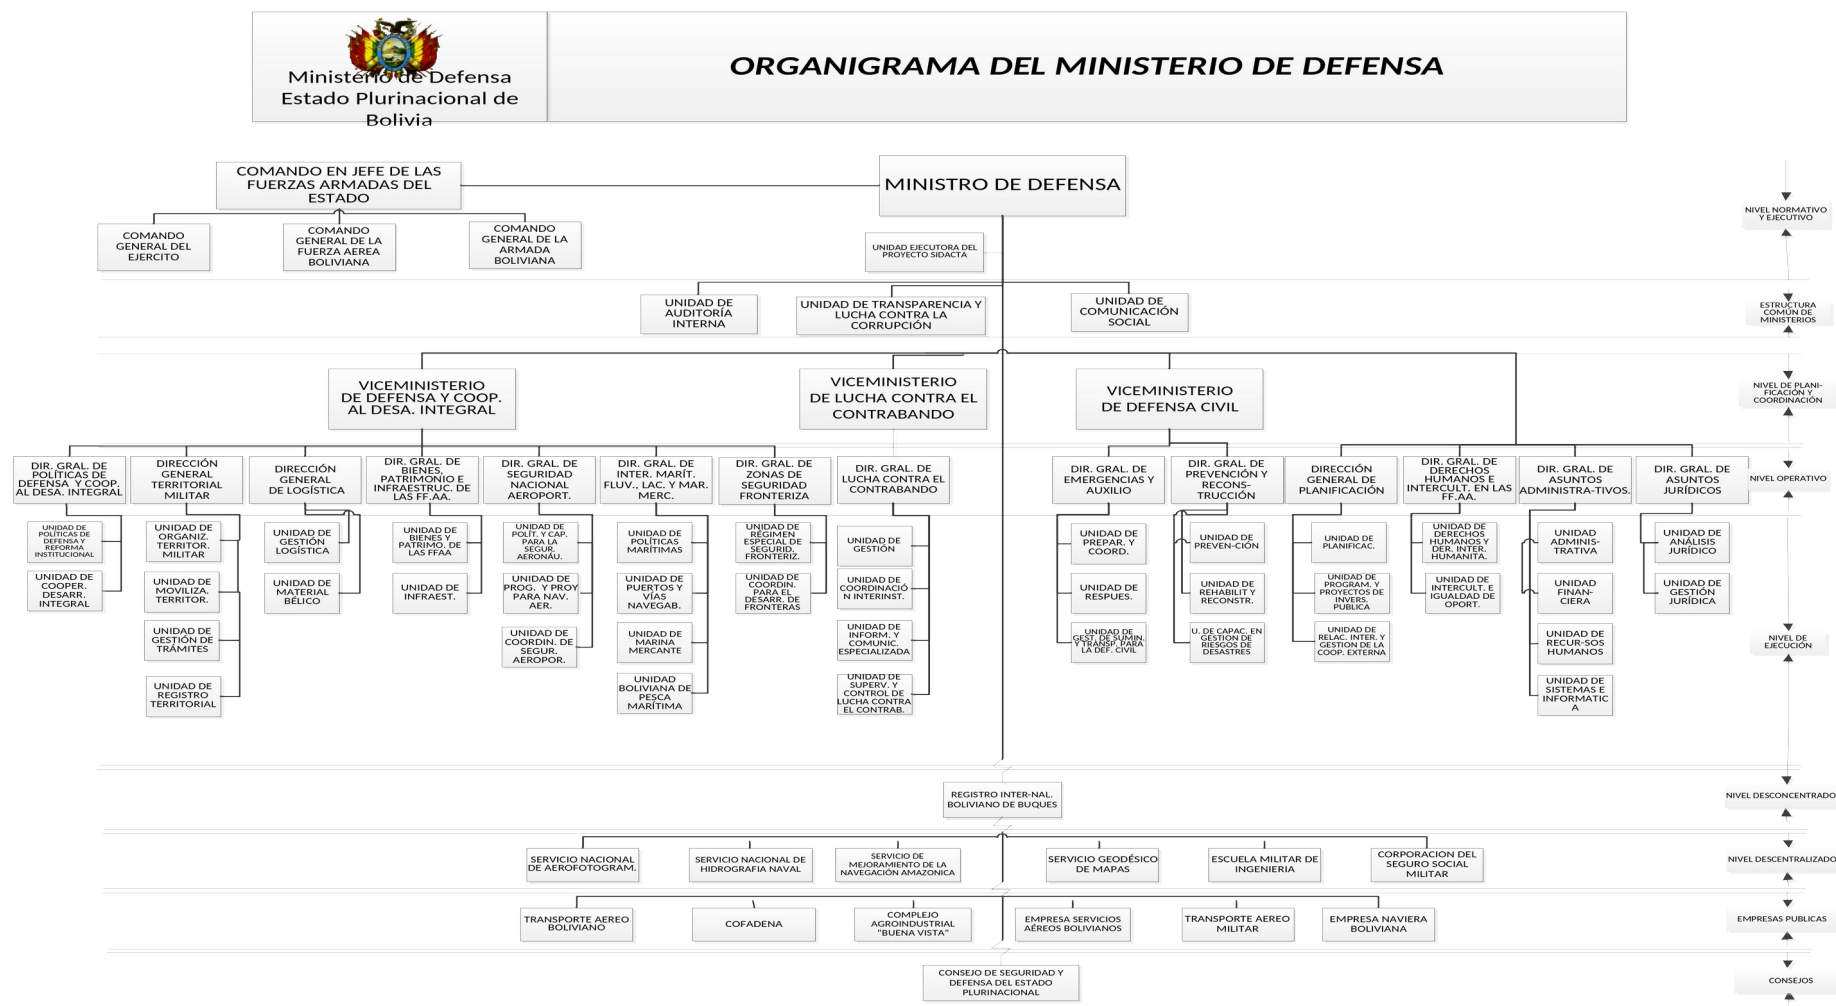 Ministerio de Defensa
Estado Plurinacional de
Bolivia
ORGANIGRAMA DEL MINISTERIO DE DEFENSA
COMANDO EN JEFE DE LAS
FUERZAS ARMADAS DEL
ESTADO
MINISTRO DE DEFENSA
NIVEL NORMATIVO
Y EJECUTIVO
COMANDO
GENERAL DEL
EJERCITO
COMANDO
GENERAL DE LA
FUERZA AEREA
BOLIVIANA
COMANDO
GENERAL DE LA
ARMADA
BOLIVIANA
UNIDAD EJECUTORA DEL
PROYECTO SIDACTA
UNIDAD DE
AUDITORÍA
INTERNA
UNIDAD DE TRANSPARENCIA Y
LUCHA CONTRA LA
CORRUPCIÓN
UNIDAD DE
COMUNICACIÓN
SOCIAL
ESTRUCTURA
COMÚN DE
MINISTERIOS
VICEMINISTERIO
DE DEFENSA Y COOP.
AL DESA. INTEGRAL
VICEMINISTERIO
DE LUCHA CONTRA EL
CONTRABANDO
VICEMINISTERIO
DE DEFENSA CIVIL
NIVEL DE PLANI-
FICACIÓN Y
COORDINACIÓN
DIR. GRAL. DE
POLÍTICAS DE
DEFENSA Y COOP.
AL DESA. INTEGRAL
DIRECCIÓN
GENERAL
TERRITORIAL
MILITAR
DIRECCIÓN
GENERAL
DE LOGÍSTICA
DIR. GRAL. DE
BIENES,
PATRIMONIO E
INFRAESTRUC. DE
LAS FF.AA.
DIR. GRAL. DE
SEGURIDAD
NACIONAL
AEROPORT.
DIR. GRAL. DE
INTER. MARÍT.
FLUV., LAC. Y MAR.
MERC.
DIR. GRAL. DE
ZONAS DE
SEGURIDAD
FRONTERIZA
DIR. GRAL. DE
LUCHA CONTRA EL
CONTRABANDO
DIR. GRAL. DE
EMERGENCIAS Y
AUXILIO
DIR. GRAL. DE
PREVENCIÓN Y
RECONS-
TRUCCIÓN
DIRECCIÓN
GENERAL DE
PLANIFICACIÓN
DIR. GRAL. DE
DERECHOS
HUMANOS E
INTERCULT. EN LAS
FF.AA.
DIR. GRAL. DE
ASUNTOS
ADMINISTRA-TIVOS.
DIR. GRAL. DE
ASUNTOS
JURÍDICOS
NIVEL OPERATIVO
UNIDAD DE
POLÍTICAS DE
DEFENSA Y
REFORMA
INSTITUCIONAL
UNIDAD DE
COOPER.
DESARR.
INTEGRAL
UNIDAD DE
ORGANIZ.
TERRITOR.
MILITAR
UNIDAD DE
MOVILIZA.
TERRITOR.
UNIDAD DE
GESTIÓN DE
TRÁMITES
UNIDAD DE
REGISTRO
TERRITORIAL
UNIDAD DE
GESTIÓN
LOGÍSTICA
UNIDAD DE
MATERIAL
BÉLICO
UNIDAD DE
BIENES Y
PATRIMO. DE
LAS FFAA
UNIDAD DE
INFRAEST.
UNIDAD DE
POLÍT. Y CAP.
PARA LA
SEGUR.
AERONÁU.
UNIDAD DE
PROG. Y PROY
PARA NAV.
AER.
UNIDAD DE
COORDIN. DE
SEGUR.
AEROPOR.
UNIDAD DE
POLÍTICAS
MARÍTIMAS
UNIDAD DE
PUERTOS Y
VÍAS
NAVEGAB.
UNIDAD DE
MARINA
MERCANTE
UNIDAD
BOLIVIANA DE
PESCA
MARÍTIMA
UNIDAD DE
RÉGIMEN
ESPECIAL DE
SEGURID.
FRONTERIZ.
UNIDAD DE
COORDIN.
PARA EL
DESARR. DE
FRONTERAS
UNIDAD DE
GESTIÓN
UNIDAD DE
COORDINACIÓ
N INTERINST.
UNIDAD DE
INFORM. Y
COMUNIC.
ESPECIALIZADA
UNIDAD DE
SUPERV. Y
CONTROL DE
LUCHA CONTRA
EL CONTRAB.
UNIDAD DE
PREPAR. Y
COORD.
UNIDAD DE
RESPUES.
UNIDAD DE
GEST. DE SUMIN.
Y TRANSP. PARA
LA DEF. CIVIL
UNIDAD DE
PREVEN-CIÓN
UNIDAD DE
REHABILIT Y
RECONSTR.
U. DE CAPAC. EN
GESTION DE
RIESGOS DE
DESASTRES
UNIDAD DE
PLANIFICAC.
UNIDAD DE
PROGRAM. Y
PROYECTOS DE
INVERS.
PUBLICA
UNIDAD DE
RELAC. INTER. Y
GESTION DE LA
COOP. EXTERNA
UNIDAD DE
DERECHOS
HUMANOS Y
DER. INTER.
HUMANITA.
UNIDAD DE
INTERCULT. E
IGUALDAD DE
OPORT.
UNIDAD
ADMINIS-
TRATIVA
UNIDAD
FINAN-
CIERA
UNIDAD DE
RECUR-SOS
HUMANOS
UNIDAD DE
SISTEMAS E
INFORMATIC
A
UNIDAD DE
ANÁLISIS
JURÍDICO
UNIDAD DE
GESTIÓN
JURÍDICA
NIVEL DE
EJECUCIÓN
REGISTRO INTER-NAL.
BOLIVIANO DE BUQUES
NIVEL DESCONCENTRADO
SERVICIO NACIONAL
DE AEROFOTOGRAM.
SERVICIO NACIONAL DE
HIDROGRAFIA NAVAL
SERVICIO DE
MEJORAMIENTO DE LA
NAVEGACIÓN AMAZONICA
SERVICIO GEODÉSICO
DE MAPAS
ESCUELA MILITAR DE
INGENIERIA
CORPORACION DEL
SEGURO SOCIAL
MILITAR
NIVEL DESCENTRALIZADO
TRANSPORTE AEREO
BOLIVIANO
COFADENA
COMPLEJO
AGROINDUSTRIAL
"BUENA VISTA"
EMPRESA SERVICIOS
AÉREOS BOLIVIANOS
TRANSPORTE AEREO
MILITAR
EMPRESA NAVIERA
BOLIVIANA
EMPRESAS PUBLICAS
CONSEJO DE SEGURIDAD Y
DEFENSA DEL ESTADO
PLURINACIONAL
CONSEJOS